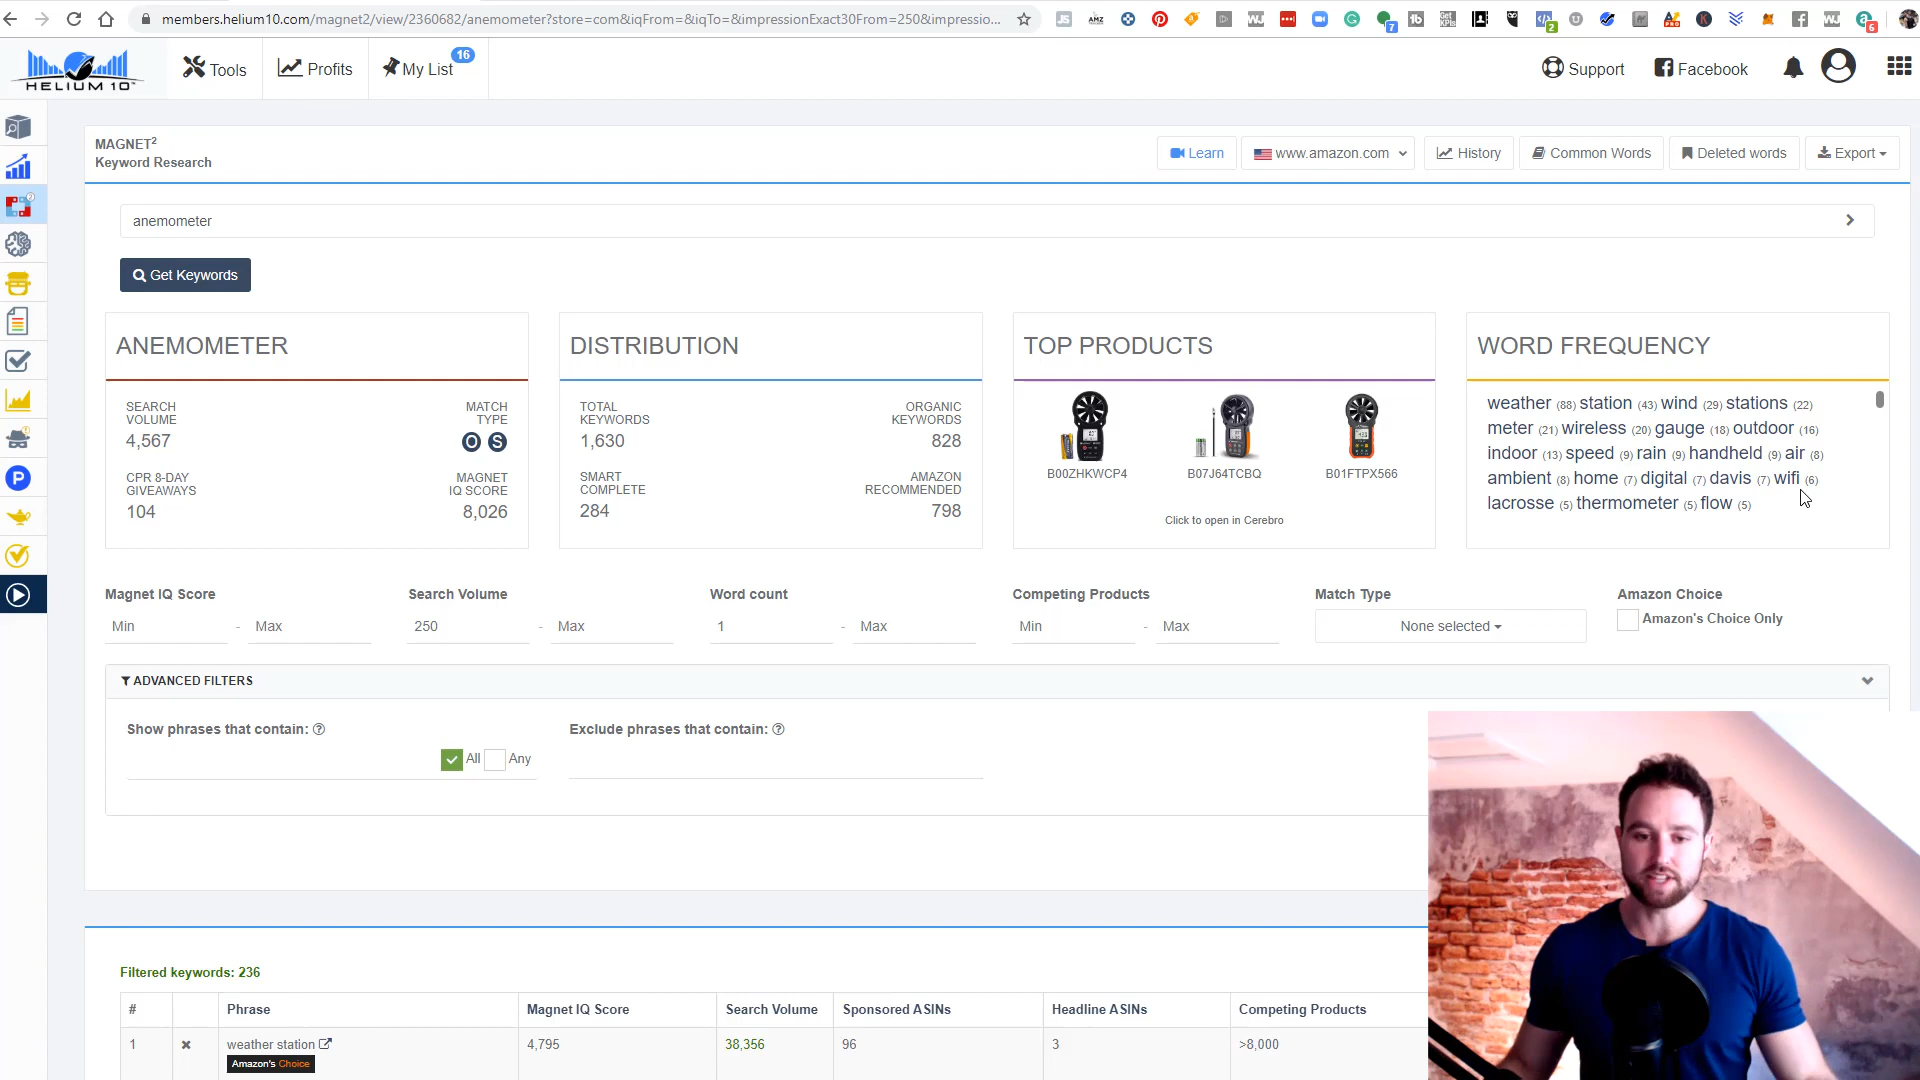 members.helium10.com/magnet2/view/2360682/anemometer?store=com&iqFrom=&iqTo=&impressionExact30From=250&impressio...
HELIUM 10™
Tools
Profits
My List
16
Support
Facebook
MAGNET2
Keyword Research
Learn
www.amazon.com
History
Common Words
Deleted words
Export
anemometer
Get Keywords
ANEMOMETER
SEARCH VOLUME
4,567
MATCH TYPE
O S
CPR 8-DAY GIVEAWAYS
104
MAGNET IQ SCORE
8,026
DISTRIBUTION
TOTAL KEYWORDS
1,630
ORGANIC KEYWORDS
828
SMART COMPLETE
284
AMAZON RECOMMENDED
798
TOP PRODUCTS
B00ZHKWCP4
B07J64TCBQ
B01FTPX566
Click to open in Cerebro
WORD FREQUENCY
weather (88) station (43) wind (29) stations (22)
meter (21) wireless (20) gauge (18) outdoor (16)
indoor (13) speed (9) rain (9) handheld (9) air (8)
ambient (8) home (7) digital (7) davis (7) wifi (6)
lacrosse (5) thermometer (5) flow (5)
Magnet IQ Score
Min - Max
Search Volume
250 - Max
Word count
1 - Max
Competing Products
Min - Max
Match Type
None selected
Amazon Choice
Amazon's Choice Only
ADVANCED FILTERS
Show phrases that contain:
All Any
Exclude phrases that contain:
Filtered keywords: 236
# Phrase Magnet IQ Score Search Volume Sponsored ASINs Headline ASINs Competing Products
1 weather station 4,795 38,356 96 3 >8,000
Amazon's Choice